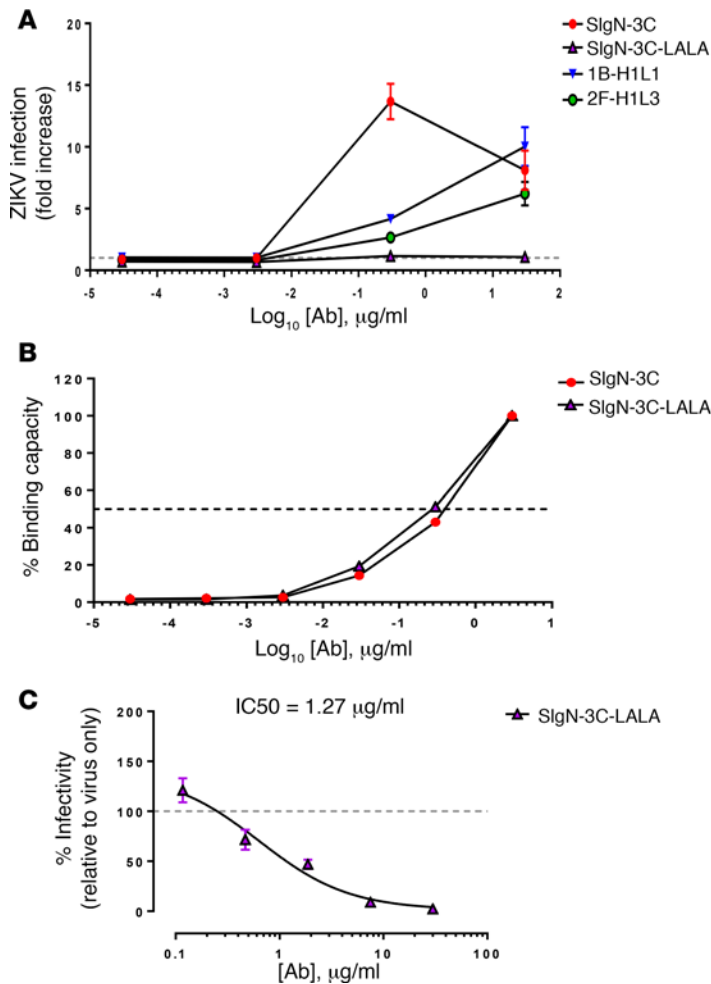 A
20
15
10
5
0
ZIKV infection
(fold increase)
-5 -4 -3 -2 -1 0 1 2
Log10 [Ab], μg/ml
SIgN-3C
SIgN-3C-LALA
1B-H1L1
2F-H1L3
B
120
100
80
60
40
20
0
% Binding capacity
-5 -4 -3 -2 -1 0 1
Log10 [Ab], μg/ml
SIgN-3C
SIgN-3C-LALA
C
IC50 = 1.27 μg/ml
200
150
100
50
0
% Infectivity
(relative to virus only)
0.1 1 10 100
[Ab], μg/ml
SIgN-3C-LALA